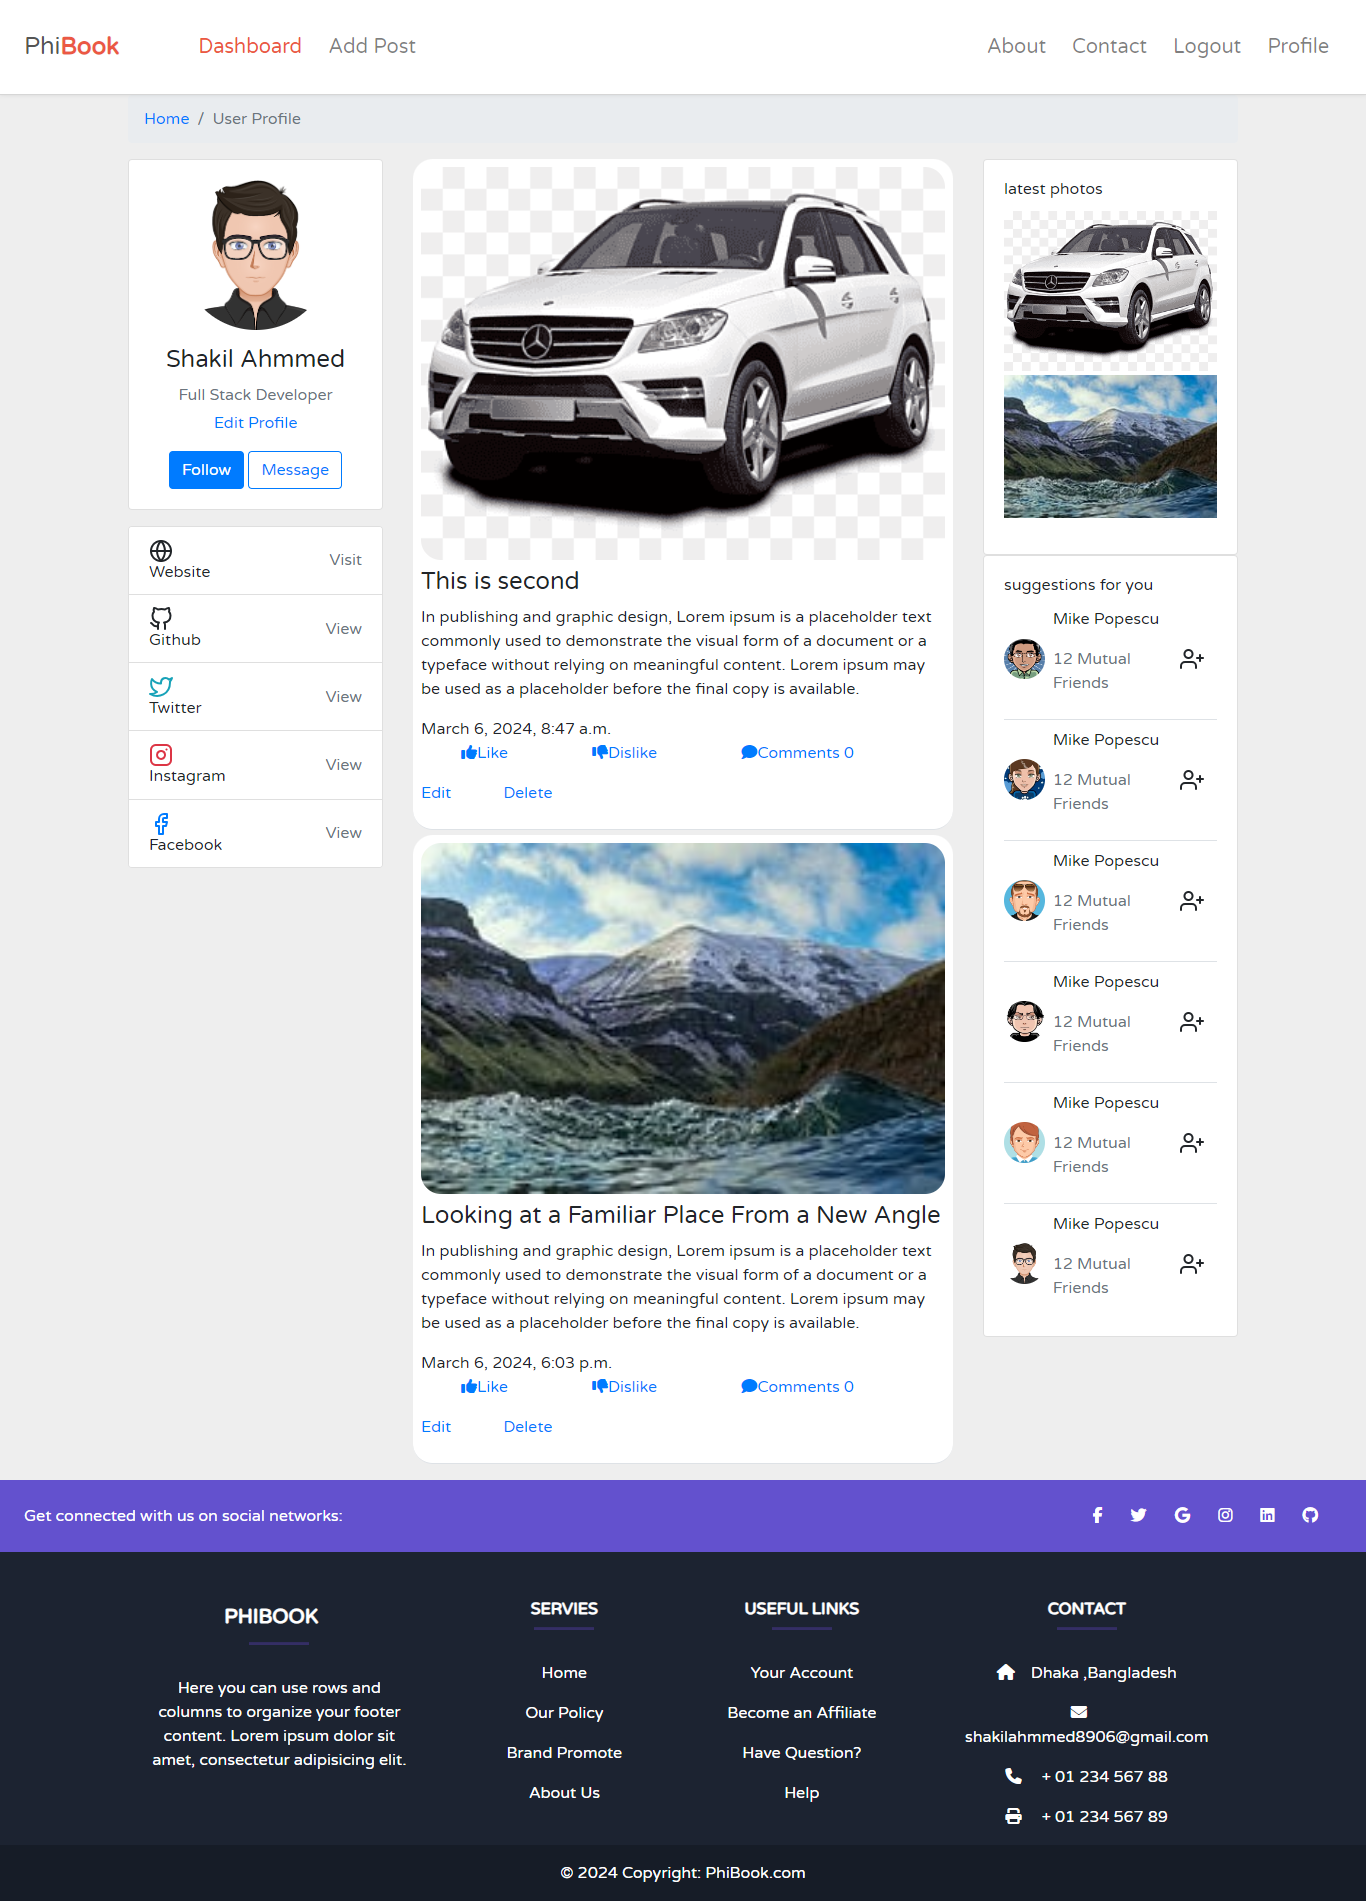 PhiBook
Dashboard
Add Post
About
Contact
Logout
Profile
Home / User Profile
Shakil Ahmmed
Full Stack Developer
Edit Profile
Follow
Message
Website
Visit
Github
View
Twitter
View
Instagram
View
Facebook
View
This is second
In publishing and graphic design, Lorem ipsum is a placeholder text
commonly used to demonstrate the visual form of a document or a
typeface without relying on meaningful content. Lorem ipsum may
be used as a placeholder before the final copy is available.
March 6, 2024, 8:47 a.m.
Like
Dislike
Comments 0
Edit
Delete
Looking at a Familiar Place From a New Angle
In publishing and graphic design, Lorem ipsum is a placeholder text
commonly used to demonstrate the visual form of a document or a
typeface without relying on meaningful content. Lorem ipsum may
be used as a placeholder before the final copy is available.
March 6, 2024, 6:03 p.m.
Like
Dislike
Comments 0
Edit
Delete
latest photos
suggestions for you
Mike Popescu
12 Mutual
Friends
Mike Popescu
12 Mutual
Friends
Mike Popescu
12 Mutual
Friends
Mike Popescu
12 Mutual
Friends
Mike Popescu
12 Mutual
Friends
Mike Popescu
12 Mutual
Friends
Get connected with us on social networks:
PHIBOOK
Here you can use rows and
columns to organize your footer
content. Lorem ipsum dolor sit
amet, consectetur adipisicing elit.
SERVIES
Home
Our Policy
Brand Promote
About Us
USEFUL LINKS
Your Account
Become an Affiliate
Have Question?
Help
CONTACT
Dhaka ,Bangladesh
shakilahmmed8906@gmail.com
+ 01 234 567 88
+ 01 234 567 89
© 2024 Copyright: PhiBook.com